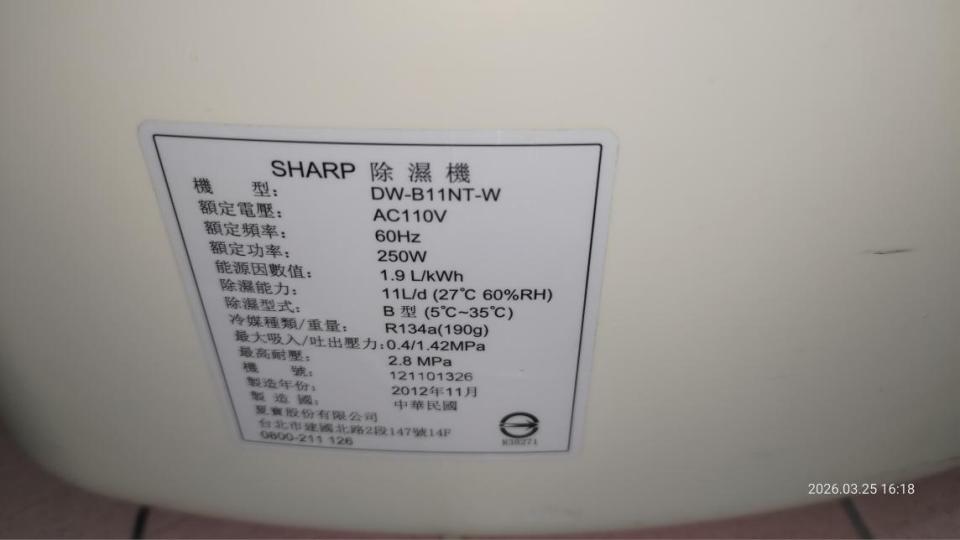 SHARP 除濕機
機 型: DW-B11NT-W
額定電壓: AC110V
額定頻率: 60Hz
額定功率: 250W
能源因數值: 1.9 L/kWh
除濕能力: 11L/d (27℃ 60%RH)
除濕型式: B 型 (5℃~35℃)
冷媒種類/重量: R134a(190g)
最大吸入/吐出壓力: 0.4/1.42MPa
最高耐壓: 2.8 MPa
機 號: 121101326
製造年份: 2012年11月
製造國: 中華民國
夏寶股份有限公司
台北市建國北路2段147號14F
0800-211 126
R38271
2026.03.25 16:18